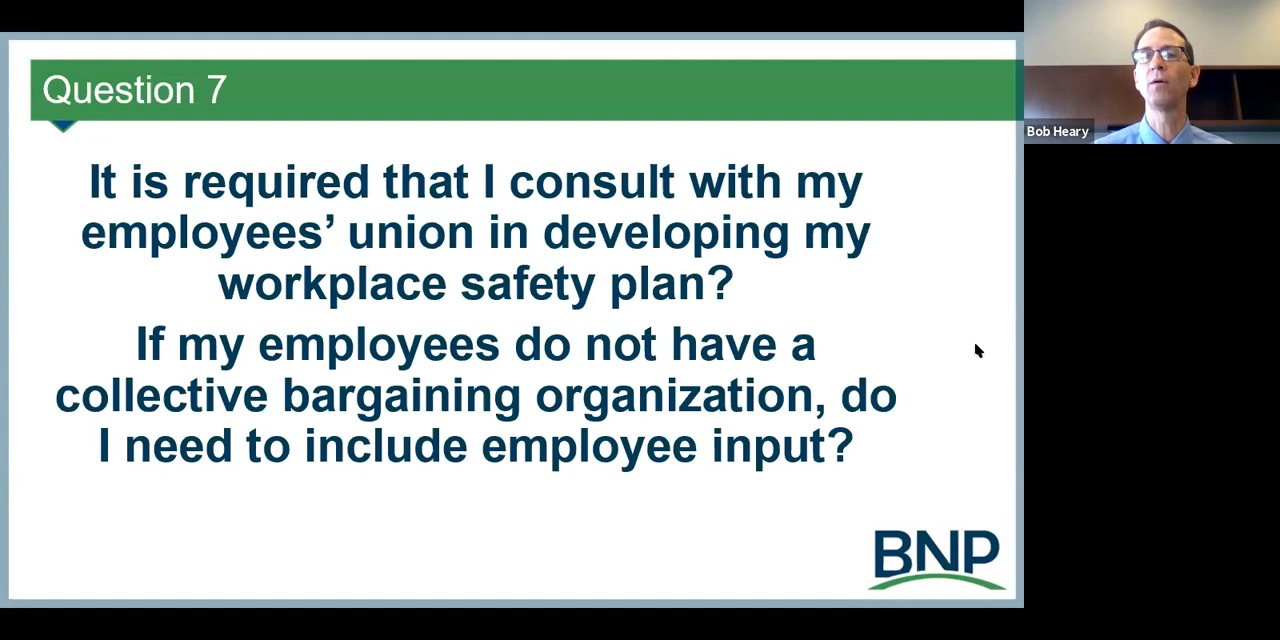 Question 7
It is required that I consult with my
employees’ union in developing my
workplace safety plan?
If my employees do not have a
collective bargaining organization, do
I need to include employee input?
BNP
Bob Heary